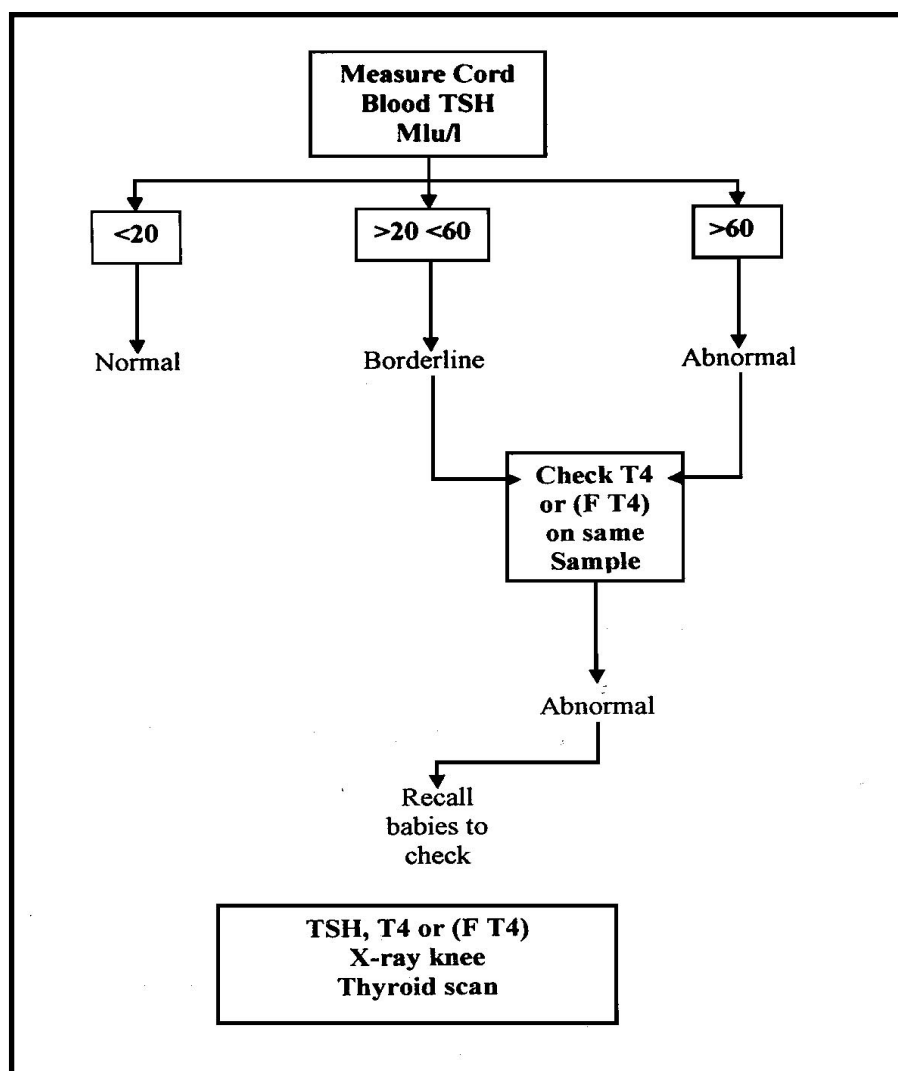 Measure Cord
Blood TSH
Mlu/l
<20
>20 <60
>60
Normal
Borderline
Abnormal
Check T4
or (F T4)
on same
Sample
Abnormal
Recall
babies to
check
TSH, T4 or (F T4)
X-ray knee
Thyroid scan